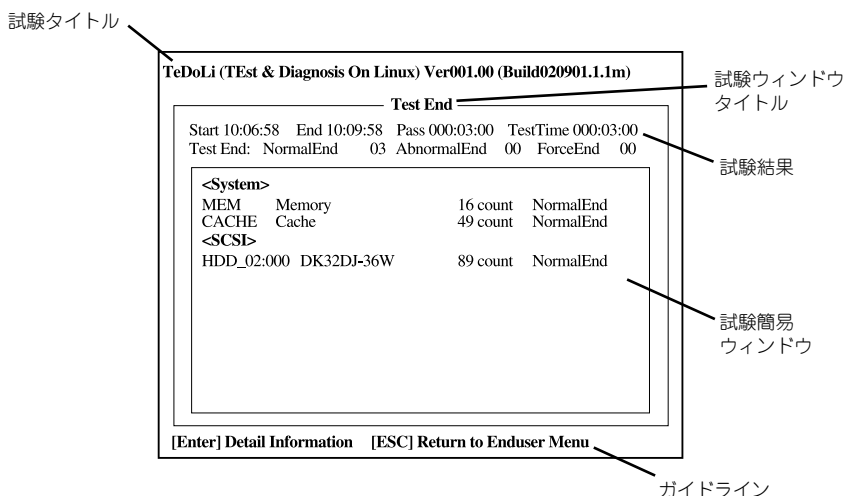 試験タイトル
TeDoLi (TEst & Diagnosis On Linux) Ver001.00 (Build020901.1.1m)
試験ウィンドウ
タイトル
Test End
Start 10:06:58 End 10:09:58 Pass 000:03:00 TestTime 000:03:00
Test End: NormalEnd 03 AbnormalEnd 00 ForceEnd 00
試験結果
<System>
MEM Memory 16 count NormalEnd
CACHE Cache 49 count NormalEnd
<SCSI>
HDD_02:000 DK32DJ-36W 89 count NormalEnd
試験簡易
ウィンドウ
[Enter] Detail Information [ESC] Return to Enduser Menu
ガイドライン